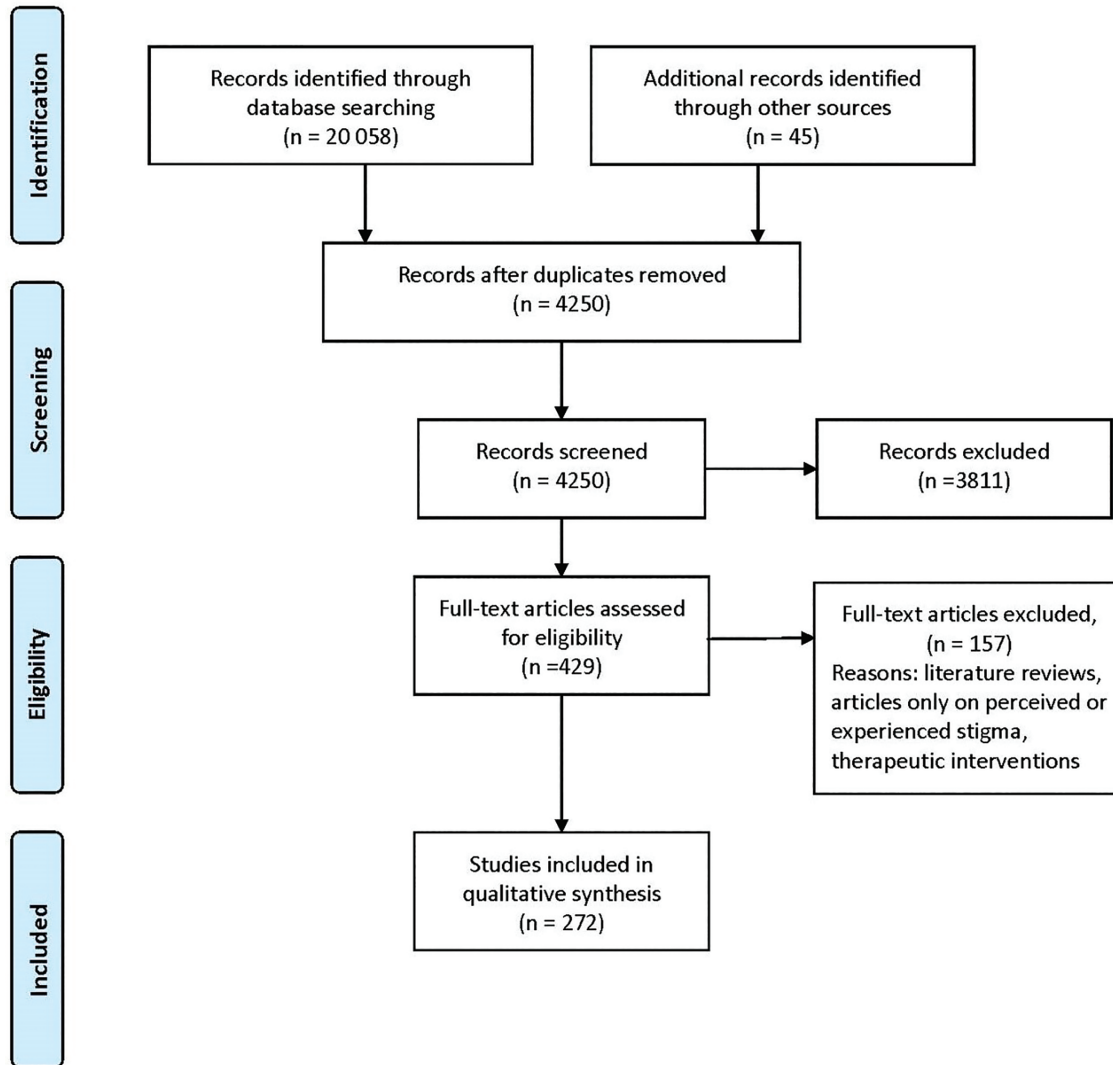 Identification
Records identified through
database searching
(n = 20 058)
Additional records identified
through other sources
(n = 45)
Records after duplicates removed
(n = 4250)
Screening
Records screened
(n = 4250)
Records excluded
(n =3811)
Eligibility
Full-text articles assessed
for eligibility
(n =429)
Full-text articles excluded,
(n = 157)
Reasons: literature reviews,
articles only on perceived or
experienced stigma,
therapeutic interventions
Included
Studies included in
qualitative synthesis
(n = 272)